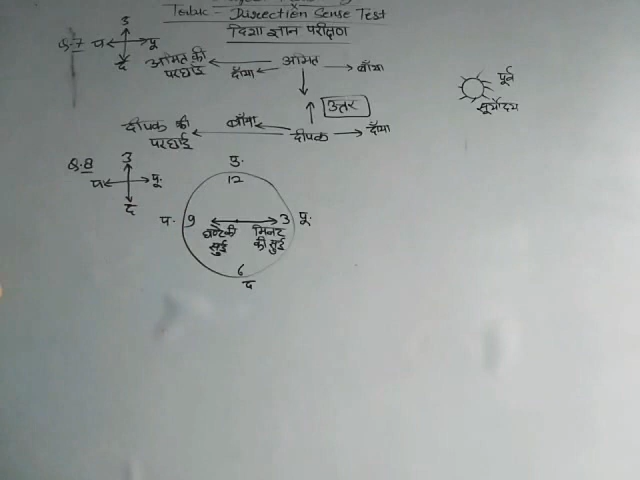 Topic - Direction Sense Test
दिशा ज्ञान परीक्षण
Q.7
उ
प पू
द
अमित की परछाई
दाँया
अमित
बाँया
पूर्व
सूर्योदय
उत्तर
दीपक की परछाई
बाँया
दीपक
दाँया
Q.8
उ
प पू.
द
12
प. 9
3 पू.
घण्टे की सुई
मिनट की सुई
6
द